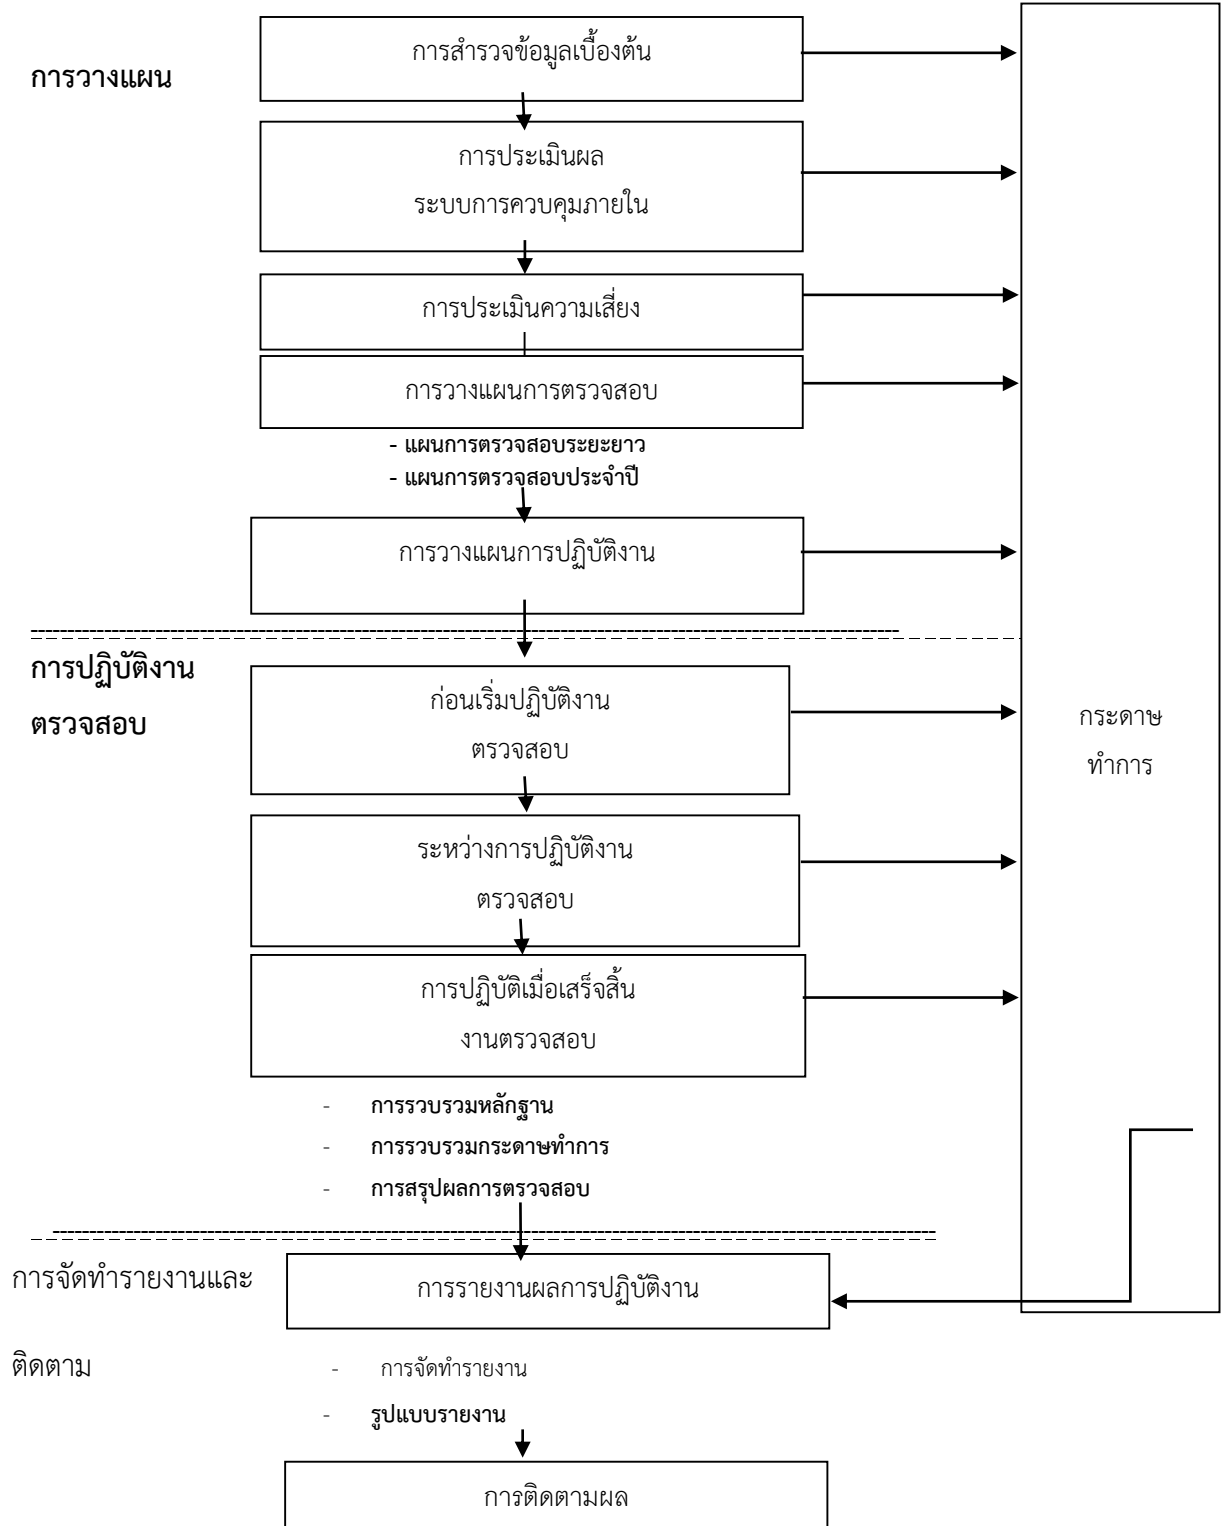 การสำรวจข้อมูลเบื้องต้น
การวางแผน
การประเมินผล
ระบบการควบคุมภายใน
การประเมินความเสี่ยง
การวางแผนการตรวจสอบ
- แผนการตรวจสอบระยะยาว
- แผนการตรวจสอบประจำปี
การวางแผนการปฏิบัติงาน
การปฏิบัติงาน
ตรวจสอบ
ก่อนเริ่มปฏิบัติงาน
ตรวจสอบ
กระดาษ
ทำการ
ระหว่างการปฏิบัติงาน
ตรวจสอบ
การปฏิบัติเมื่อเสร็จสิ้น
งานตรวจสอบ
- การรวบรวมหลักฐาน
- การรวบรวมกระดาษทำการ
- การสรุปผลการตรวจสอบ
การจัดทำรายงานและ
ติดตาม
การรายงานผลการปฏิบัติงาน
- การจัดทำรายงาน
- รูปแบบรายงาน
การติดตามผล